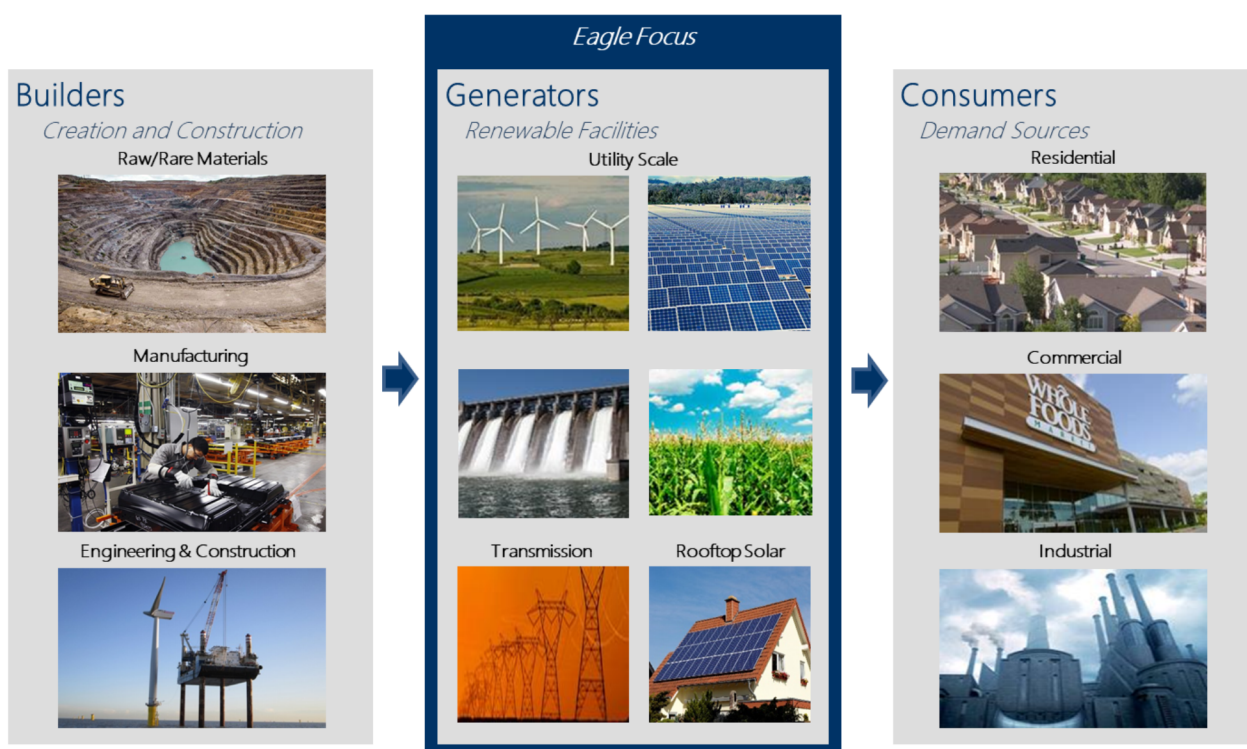 Eagle Focus
Builders
Creation and Construction
Raw/Rare Materials
Manufacturing
Engineering & Construction
Generators
Renewable Facilities
Utility Scale
Transmission
Rooftop Solar
Consumers
Demand Sources
Residential
Commercial
WHOLE
FOODS
MARKET
Industrial